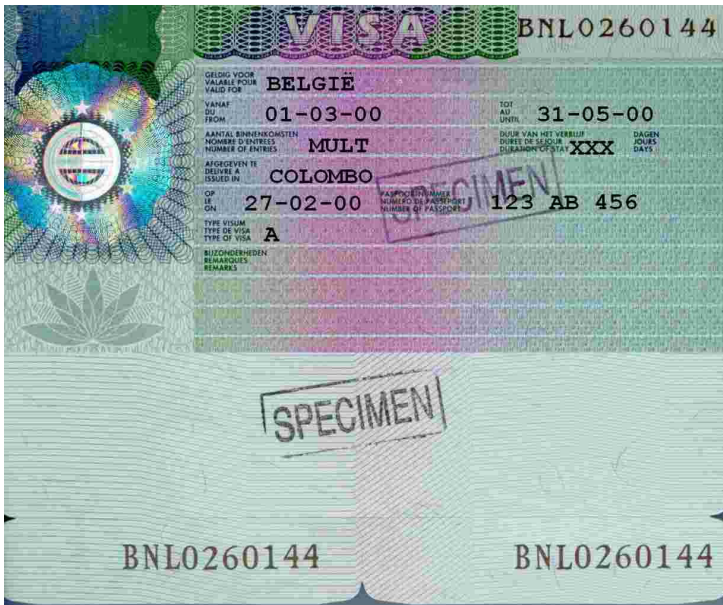 VISA BNL0260144
GELDIG VOOR
VALABLE POUR
VALID FOR
BELGIË
VANAF
DU
FROM
01-03-00
TOT
AU
UNTIL
31-05-00
AANTAL BINNENKOMSTEN
NOMBRE D'ENTREES
NUMBER OF ENTRIES
MULT
DUUR VAN HET VERBLIJF
DUREE DE SEJOUR
DURATION OF STAY
XXX
DAGEN
JOURS
DAYS
AFGEGEVEN TE
DELIVRE A
ISSUED IN
COLOMBO
OP
LE
ON
27-02-00
PASPOORTNUMMER
NUMERO DE PASSEPORT
NUMBER OF PASSPORT
123 AB 456
SPECIMEN
TYPE VISUM
TYPE DE VISA
TYPE OF VISA
A
BIJZONDERHEDEN
REMARQUES
REMARKS
SPECIMEN
BNL0260144 BNL0260144